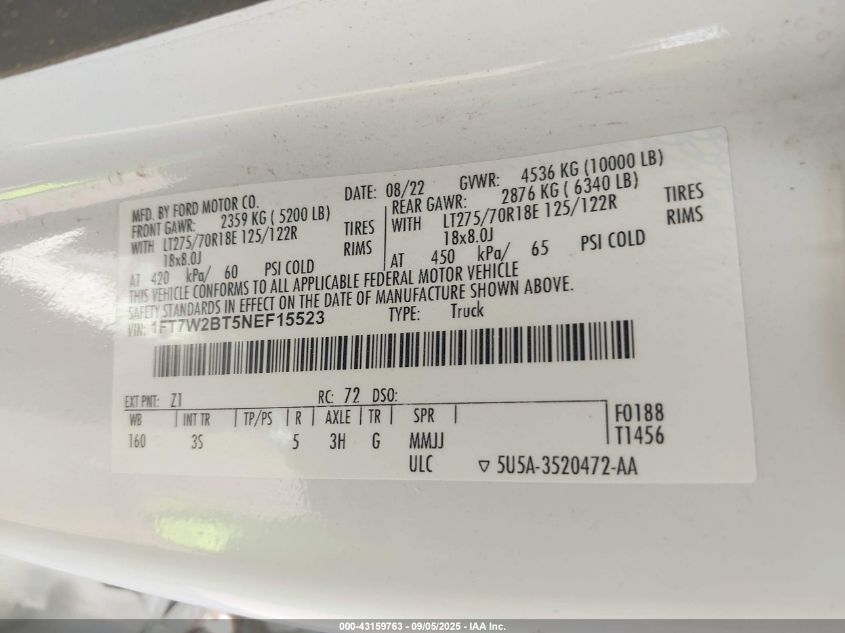 MFD. BY FORD MOTOR CO. DATE: 08/22 GVWR: 4536 KG (10000 LB)
FRONT GAWR: 2359 KG ( 5200 LB) REAR GAWR: 2876 KG ( 6340 LB)
WITH LT275/70R18E 125/122R TIRES WITH LT275/70R18E 125/122R TIRES
18x8.0J RIMS 18x8.0J RIMS
AT 420 kPa/ 60 PSI COLD AT 450 kPa/ 65 PSI COLD
THIS VEHICLE CONFORMS TO ALL APPLICABLE FEDERAL MOTOR VEHICLE
SAFETY STANDARDS IN EFFECT ON THE DATE OF MANUFACTURE SHOWN ABOVE.
VIN: 1FT7W2BT5NEF15523 TYPE: Truck
EXT PNT: Z1 RC: 72 DSO:
WB INT TR TP/PS R AXLE TR SPR F0188
160 3S 5 3H G MMJJ T1456
ULC ▽ 5U5A-3520472-AA
000-43159763 - 09/05/2025 - IAA Inc.